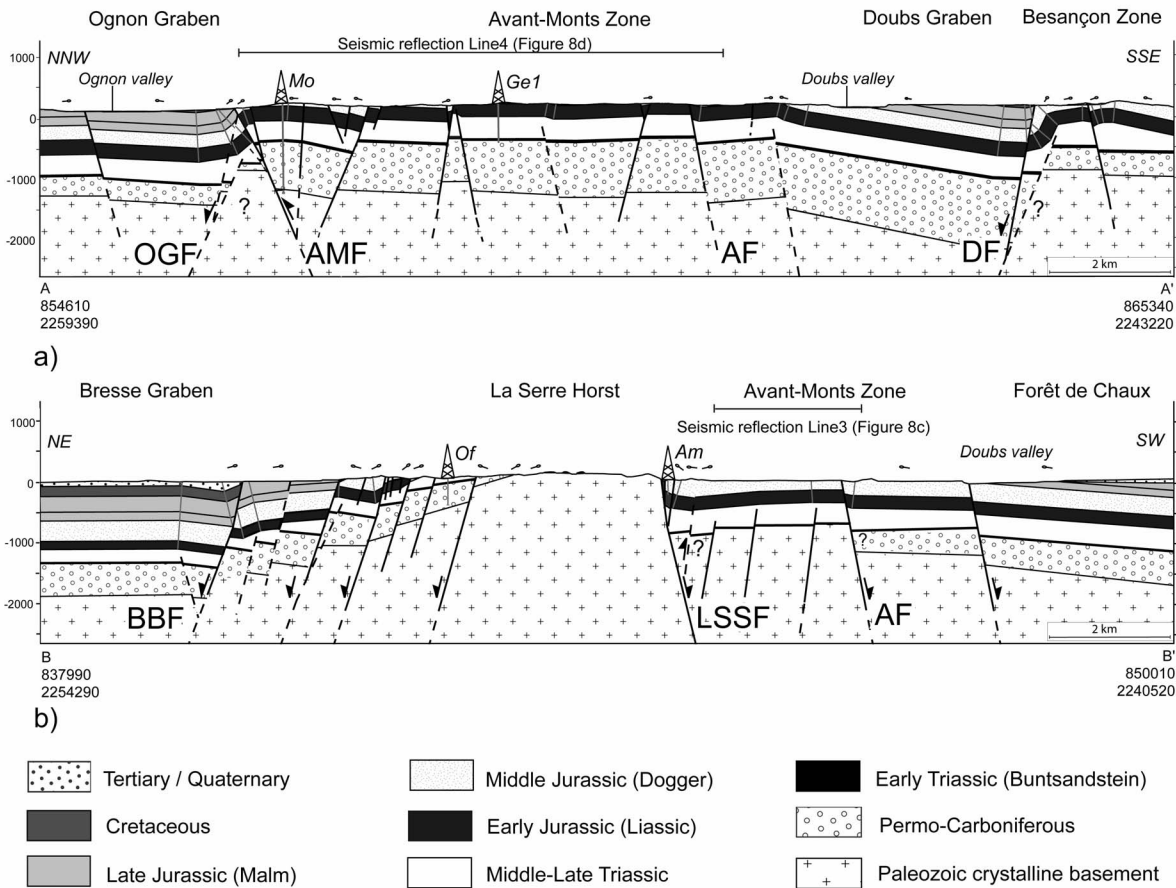 Ognon Graben Avant-Monts Zone Doubs Graben Besançon Zone
Seismic reflection Line4 (Figure 8d)
NNW SSE
Ognon valley Mo Ge1 Doubs valley
1000
0
-1000
-2000
? ?
OGF AMF AF DF
2 km
A A'
854610 865340
2259390 2243220
a)
Bresse Graben La Serre Horst Avant-Monts Zone Forêt de Chaux
Seismic reflection Line3 (Figure 8c)
NE SW
Of Am Doubs valley
1000
0
-1000
-2000
? ?
BBF LSSF AF
2 km
B B'
837990 850010
2254290 2240520
b)
Tertiary / Quaternary Middle Jurassic (Dogger) Early Triassic (Buntsandstein)
Cretaceous Early Jurassic (Liassic) Permo-Carboniferous
Late Jurassic (Malm) Middle-Late Triassic Paleozoic crystalline basement